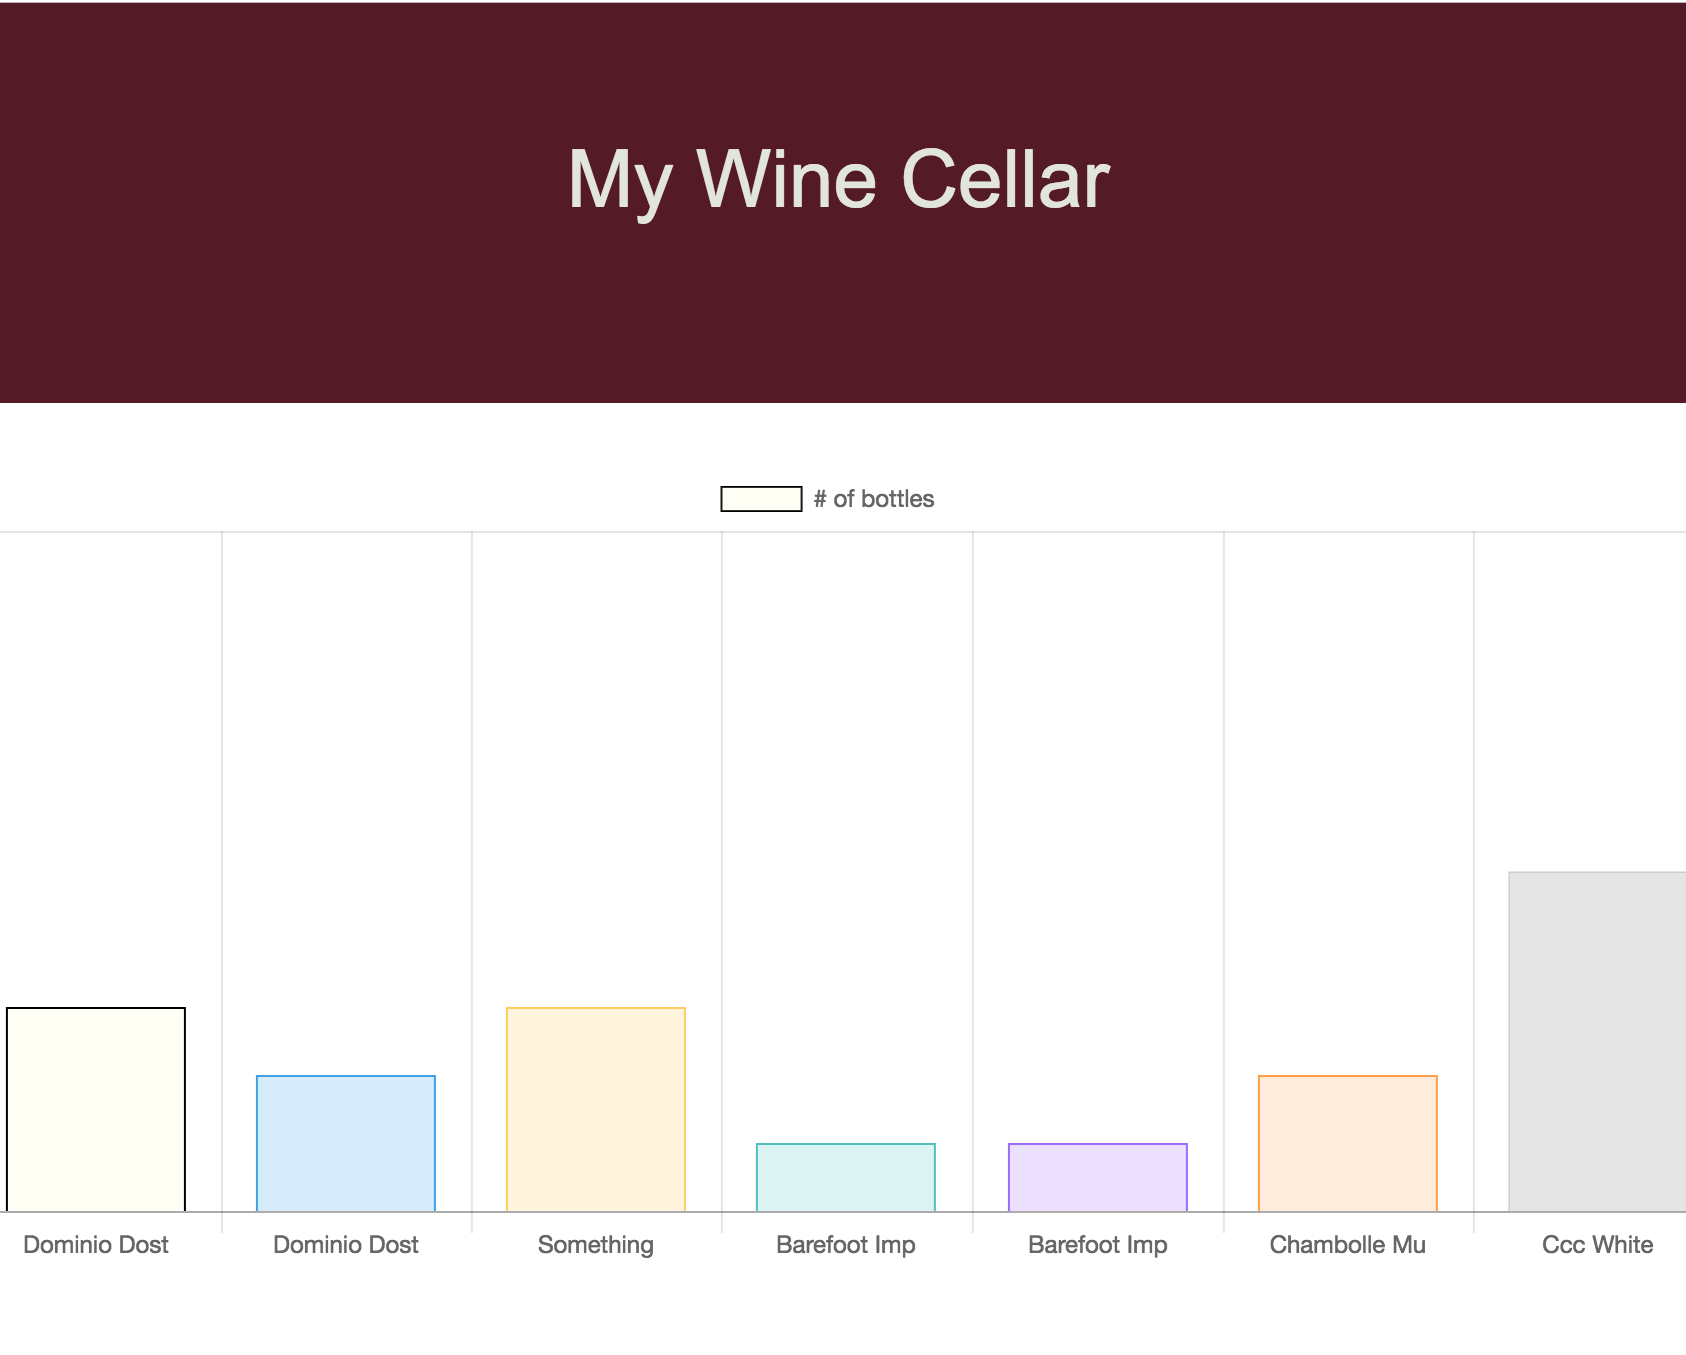 My Wine Cellar
# of bottles
Dominio Dost
Dominio Dost
Something
Barefoot Imp
Barefoot Imp
Chambolle Mu
Ccc White